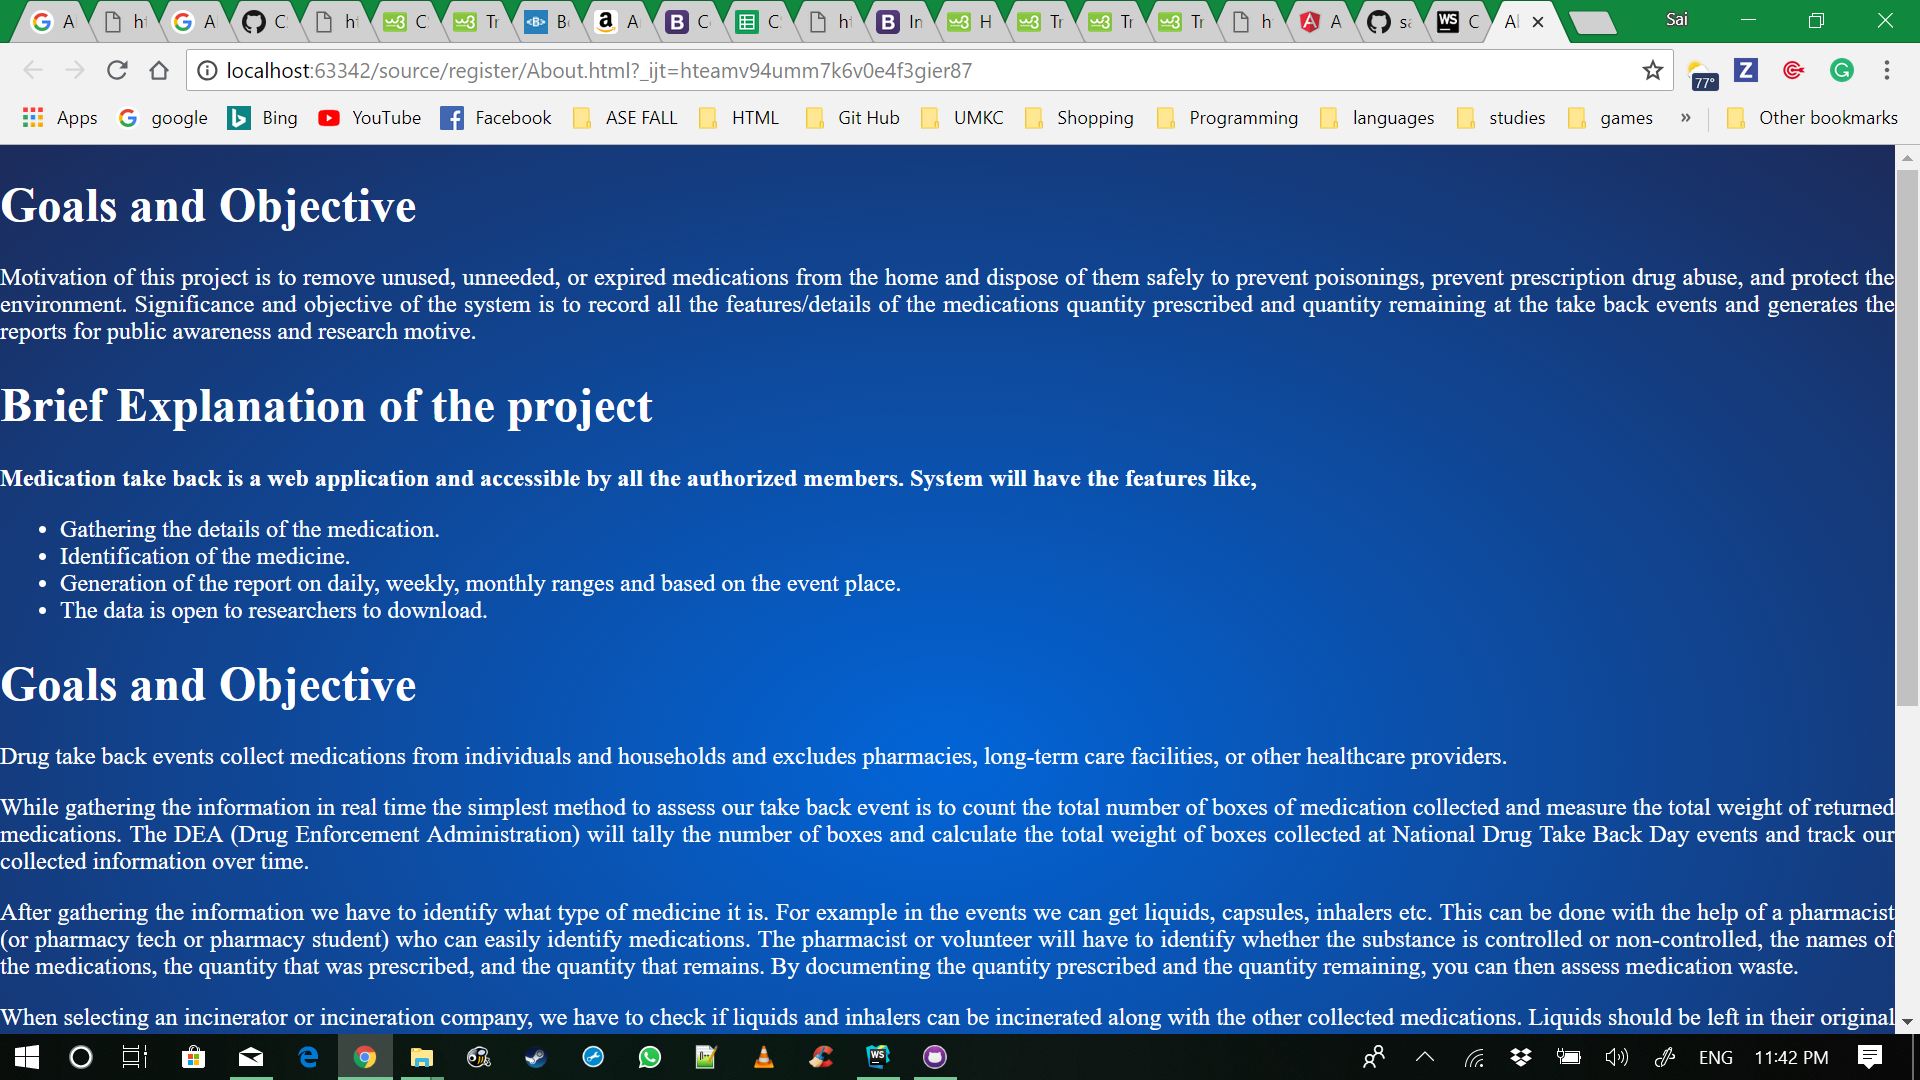 A
ht
A
C
ht
C
Tr
B
A
C
C
ht
In
H
Tr
Tr
Tr
h
A
sa
C
Al
Sai
localhost:63342/source/register/About.html?_ijt=hteamv94umm7k6v0e4f3gier87
77°
Apps google Bing YouTube Facebook ASE FALL HTML Git Hub UMKC Shopping Programming languages studies games » Other bookmarks
Goals and Objective
Motivation of this project is to remove unused, unneeded, or expired medications from the home and dispose of them safely to prevent poisonings, prevent prescription drug abuse, and protect the
environment. Significance and objective of the system is to record all the features/details of the medications quantity prescribed and quantity remaining at the take back events and generates the
reports for public awareness and research motive.
Brief Explanation of the project
Medication take back is a web application and accessible by all the authorized members. System will have the features like,
• Gathering the details of the medication.
• Identification of the medicine.
• Generation of the report on daily, weekly, monthly ranges and based on the event place.
• The data is open to researchers to download.
Goals and Objective
Drug take back events collect medications from individuals and households and excludes pharmacies, long-term care facilities, or other healthcare providers.
While gathering the information in real time the simplest method to assess our take back event is to count the total number of boxes of medication collected and measure the total weight of returned
medications. The DEA (Drug Enforcement Administration) will tally the number of boxes and calculate the total weight of boxes collected at National Drug Take Back Day events and track our
collected information over time.
After gathering the information we have to identify what type of medicine it is. For example in the events we can get liquids, capsules, inhalers etc. This can be done with the help of a pharmacist
(or pharmacy tech or pharmacy student) who can easily identify medications. The pharmacist or volunteer will have to identify whether the substance is controlled or non-controlled, the names of
the medications, the quantity that was prescribed, and the quantity that remains. By documenting the quantity prescribed and the quantity remaining, you can then assess medication waste.
When selecting an incinerator or incineration company, we have to check if liquids and inhalers can be incinerated along with the other collected medications. Liquids should be left in their original
ENG 11:42 PM